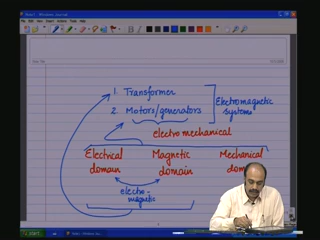 1. Transformer
2. Motors/generators
Electromagnetic
systems
Electro mechanical
Electrical
domain
Magnetic
domain
Mechanical
electro-
magnetic